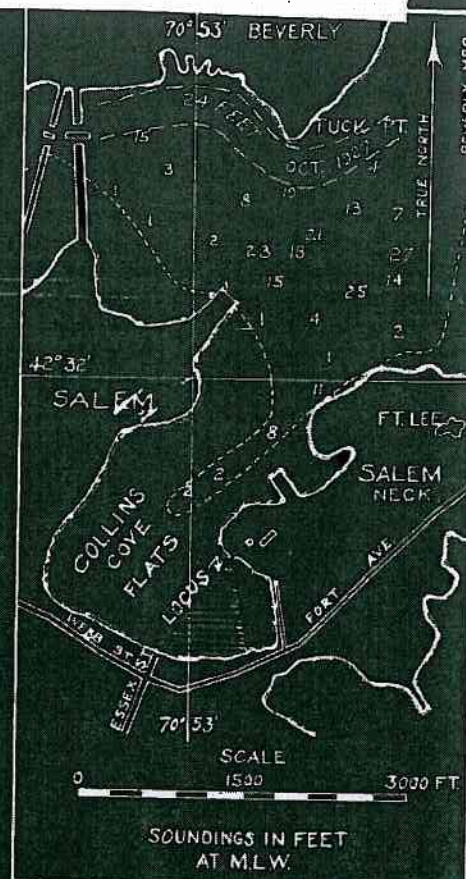 70° 53' BEVERLY
24 FEET
TUCK PT.
OCT. 1927
TRUE NORTH
15
3
8
19
13
7
1
1
2
23
18
21
27
15
14
25
1
4
2
1
42° 32'
11
SALEM
8
FT. LEE
SALEM
NECK
2
COLLINS
COVE
FLATS
LOCUS
FORT AVE.
WEBB ST.
ESSEX ST.
70° 53'
SCALE
0 1500 3000 FT.
SOUNDINGS IN FEET
AT M.L.W.